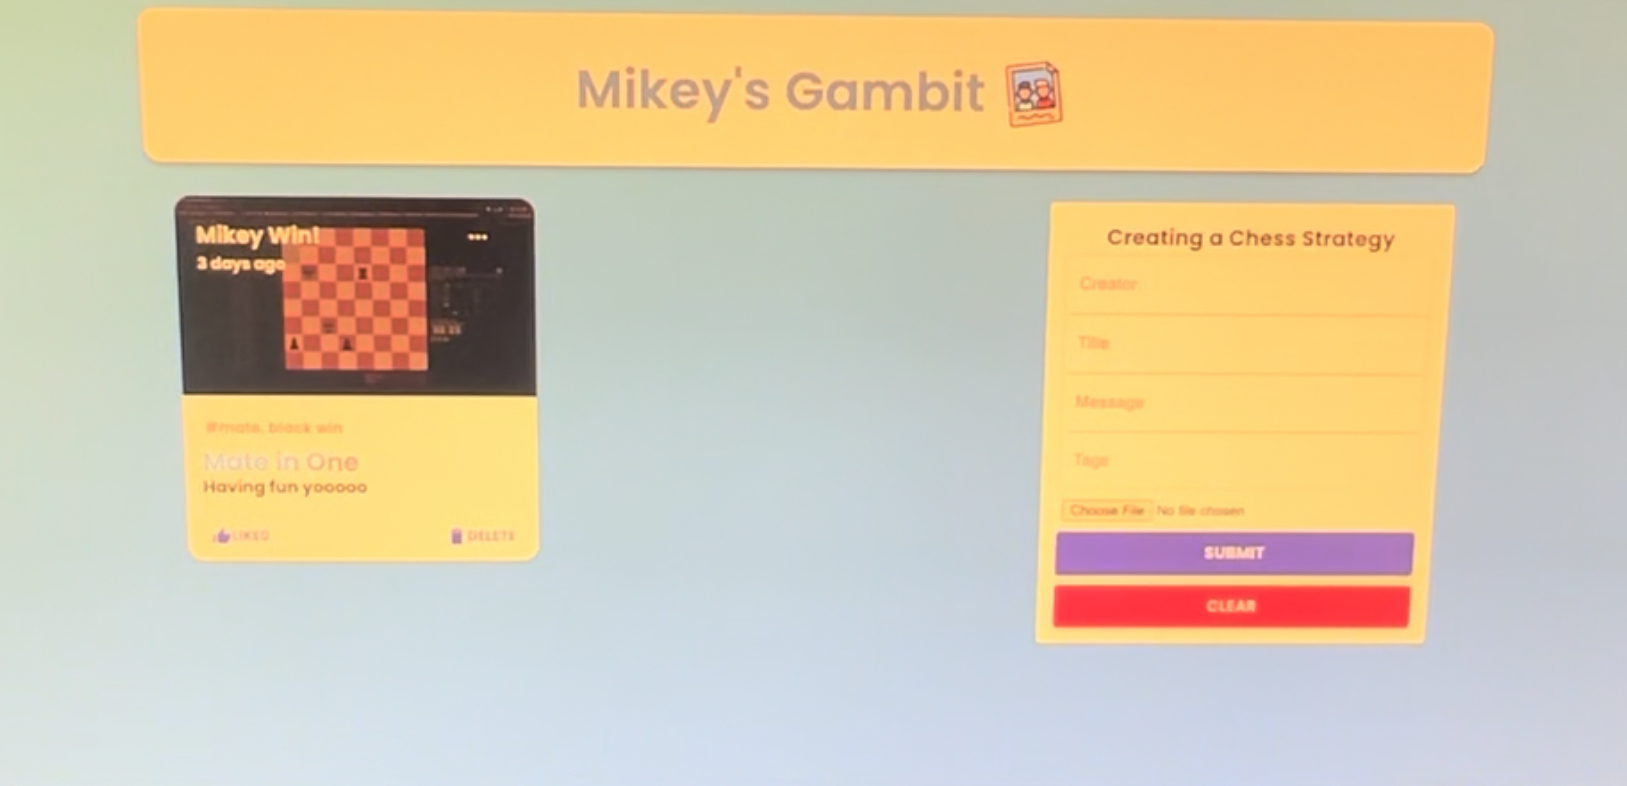 Mikey's Gambit
Mikey Win!
3 days ago
#mate, black win
Mate in One
Having fun yooooo
LIKE0
DELETE
Creating a Chess Strategy
Creator
Title
Message
Tags
Choose File No file chosen
SUBMIT
CLEAR